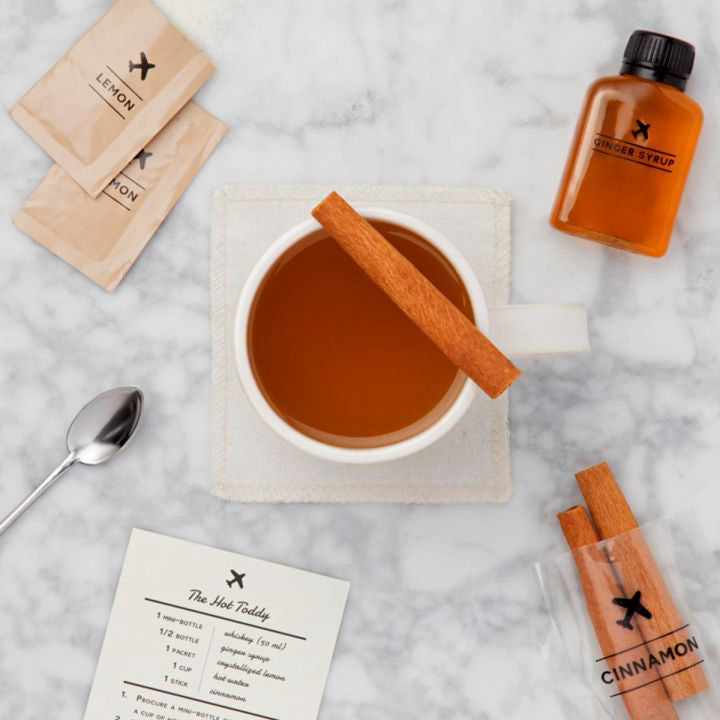 LEMON
MON
GINGER SYRUP
The Hot Toddy
1 MINI-BOTTLE whiskey (50 ml)
1/2 BOTTLE ginger syrup
1 PACKET crystallized lemon
1 CUP hot water
1 STICK cinnamon
1. PROCURE A MINI-BOTTLE
2. A CUP OF
CINNAMON